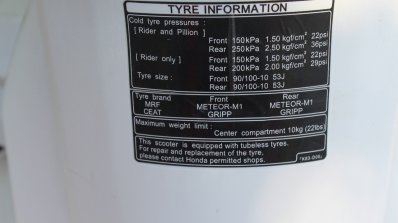 TYRE INFORMATION
Cold tyre pressures :
[ Rider and Pillion ]
Front 150kPa 1.50 kgf/cm² 22psi
Rear 250kPa 2.50 kgf/cm² 36psi
[ Rider only ]
Front 150kPa 1.50 kgf/cm² 22psi
Rear 200kPa 2.00 kgf/cm² 29psi
Tyre size : Front 90/100-10 53J
Rear 90/100-10 53J
Tyre brand Front Rear
MRF METEOR-M1 METEOR-M1
CEAT GRIPP GRIPP
Maximum weight limit :
Center compartment 10kg (22lbs)
This scooter is equipped with tubeless tyres.
For repair and replacement of the tyre,
please contact Honda permitted shops.